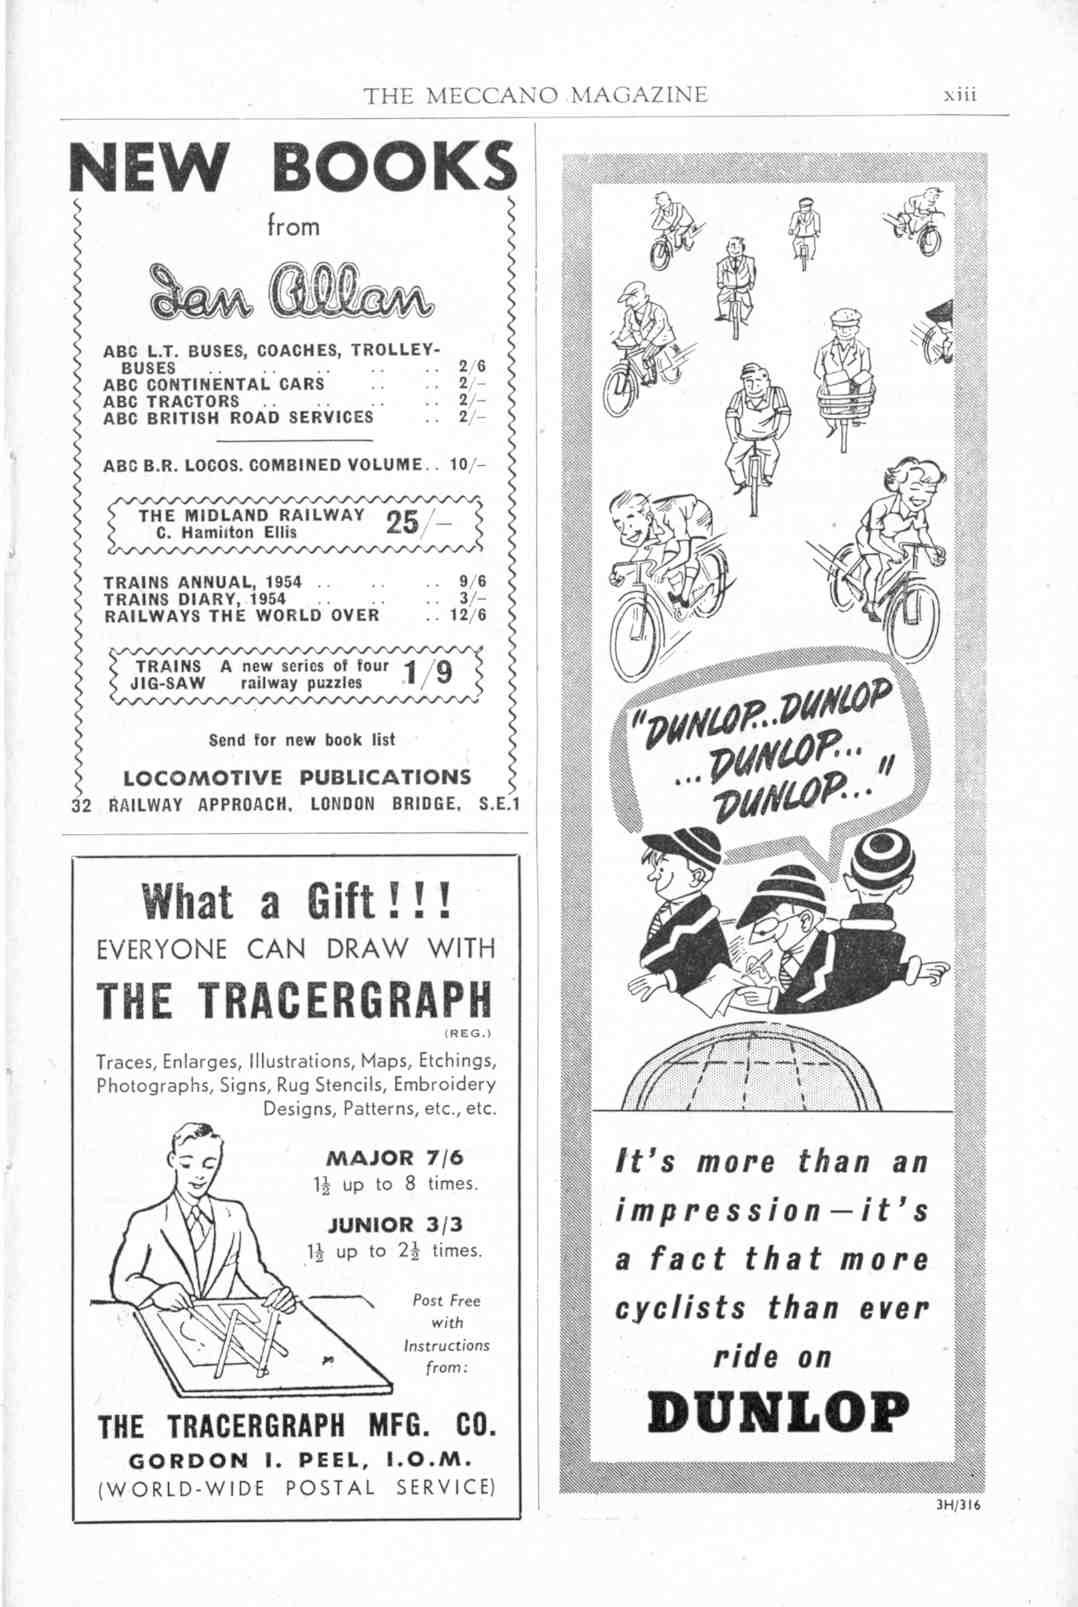 THE MECCANO MAGAZINE
xiii
NEW BOOKS
from
Ian Allan
ABC L.T. BUSES, COACHES, TROLLEY-
BUSES .. .. .. .. .. 2/6
ABC CONTINENTAL CARS .. .. 2/-
ABC TRACTORS .. .. .. .. 2/-
ABC BRITISH ROAD SERVICES .. 2/-
ABC B.R. LOCOS. COMBINED VOLUME.. 10/-
THE MIDLAND RAILWAY 25/-
C. Hamilton Ellis
TRAINS ANNUAL, 1954 .. .. .. 9/6
TRAINS DIARY, 1954 .. .. .. 3/-
RAILWAYS THE WORLD OVER .. 12/6
TRAINS A new series of four 1/9
JIG-SAW railway puzzles
Send for new book list
LOCOMOTIVE PUBLICATIONS
32 RAILWAY APPROACH, LONDON BRIDGE, S.E.1
What a Gift!!!
EVERYONE CAN DRAW WITH
THE TRACERGRAPH
(REG.)
Traces, Enlarges, Illustrations, Maps, Etchings,
Photographs, Signs, Rug Stencils, Embroidery
Designs, Patterns, etc., etc.
MAJOR 7/6
1½ up to 8 times.
JUNIOR 3/3
1½ up to 2½ times.
Post Free
with
Instructions
from:
THE TRACERGRAPH MFG. CO.
GORDON I. PEEL, I.O.M.
(WORLD-WIDE POSTAL SERVICE)
"DUNLOP...DUNLOP
...DUNLOP...
DUNLOP..."
It's more than an
impression—it's
a fact that more
cyclists than ever
ride on
DUNLOP
3H/316